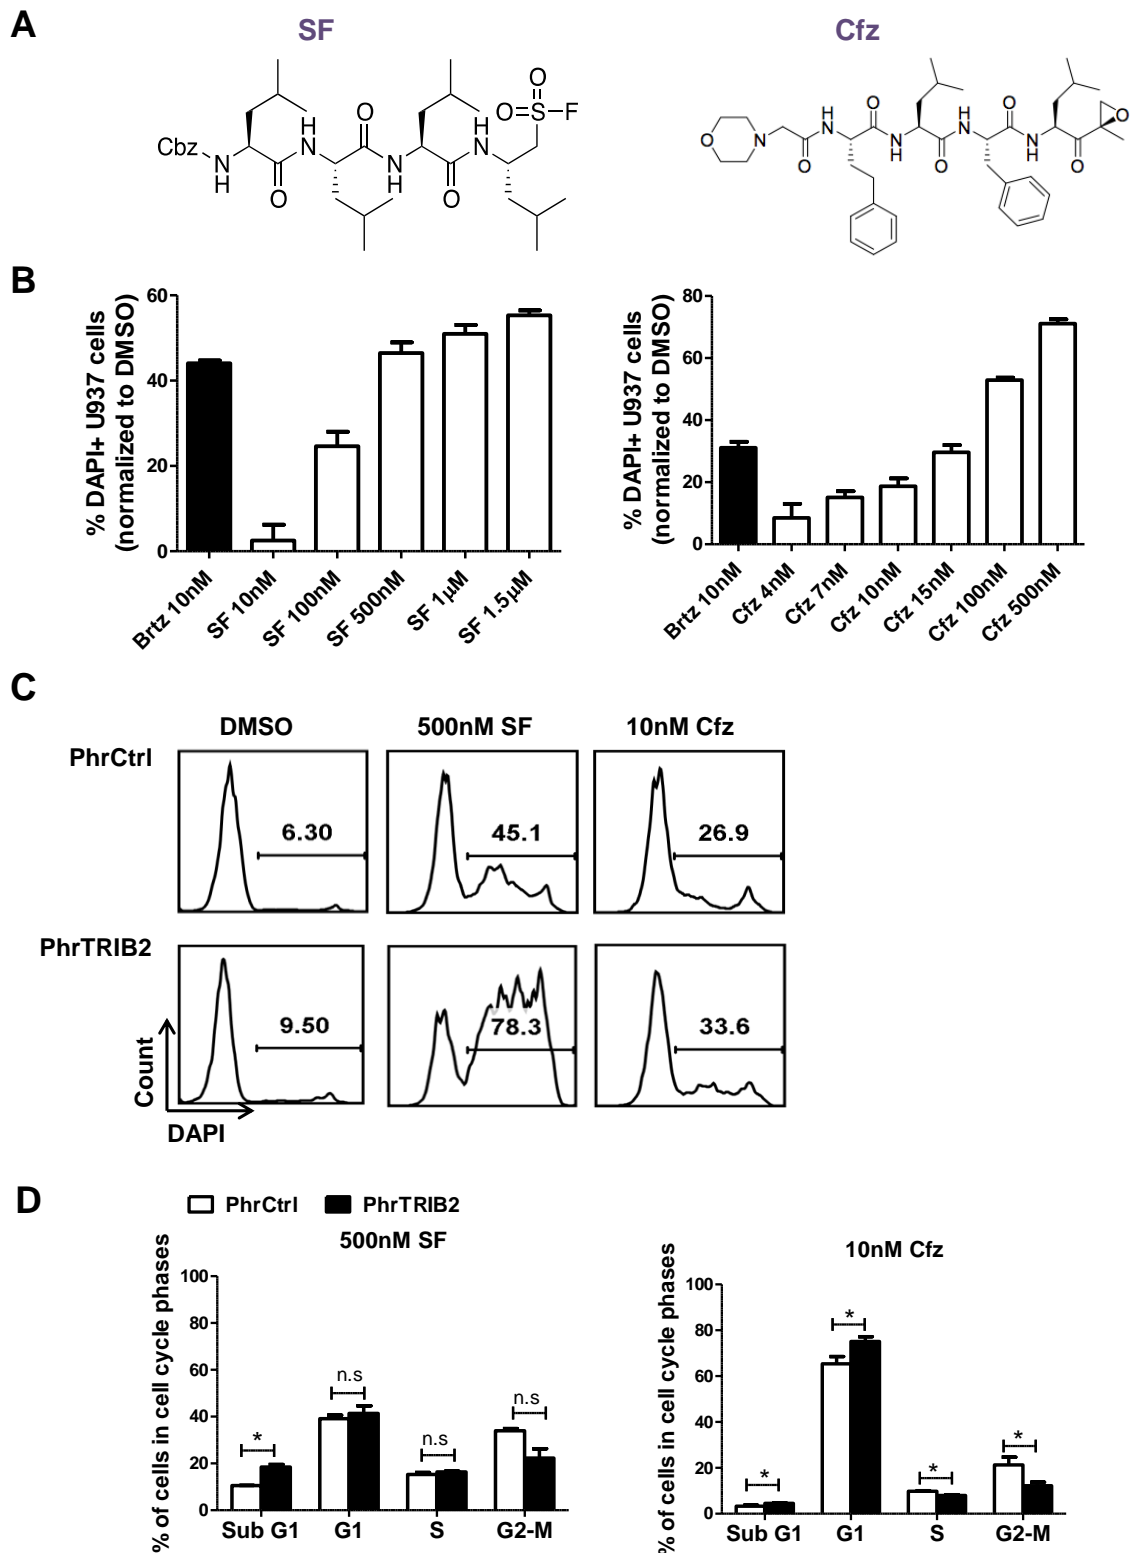 A
SF
Cfz
O
O
S
F
O
O
H
N
H
N
Cbz
N
H
O
N
H
O
O
N
O
H
N
O
N
H
O
O
H
N
O
N
H
O
O
B
% DAPI+ U937 cells
(normalized to DMSO)
60
40
20
0
Brtz 10nM
SF 10nM
SF 100nM
SF 500nM
SF 1μM
SF 1.5μM
% DAPI+ U937 cells
(normalized to DMSO)
80
60
40
20
0
Brtz 10nM
Cfz 4nM
Cfz 7nM
Cfz 10nM
Cfz 15nM
Cfz 100nM
Cfz 500nM
C
DMSO
500nM SF
10nM Cfz
PhrCtrl
6.30
45.1
26.9
PhrTRIB2
9.50
78.3
33.6
Count
DAPI
D
PhrCtrl
PhrTRIB2
500nM SF
% of cells in cell cycle phases
100
80
60
40
20
0
*
n.s
n.s
n.s
Sub G1
G1
S
G2-M
10nM Cfz
% of cells in cell cycle phases
100
80
60
40
20
0
*
*
*
*
Sub G1
G1
S
G2-M